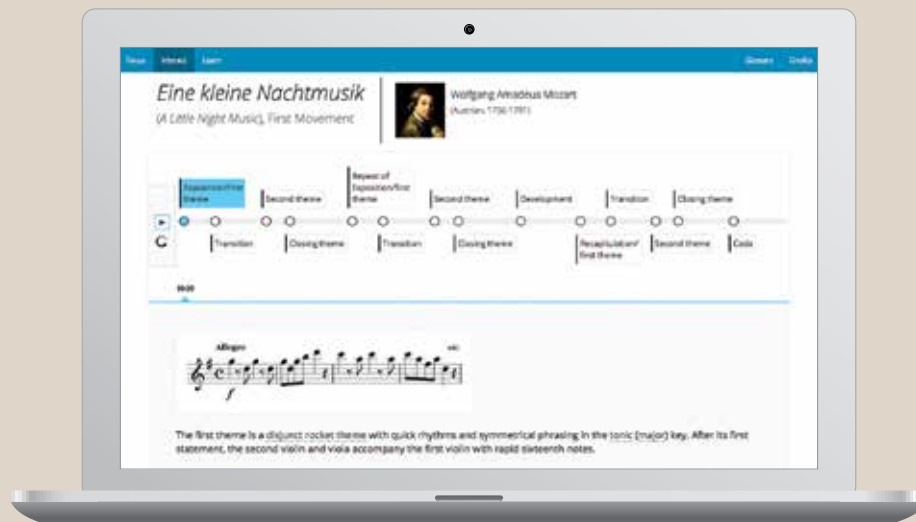 Focus Interact Learn
Glossary Credits
Eine kleine Nachtmusik
(A Little Night Music), First Movement
Wolfgang Amadeus Mozart
(Austrian, 1756-1791)
Exposition/first
theme
Second theme
Repeat of
Exposition/first
theme
Second theme
Development
Transition
Closing theme
Transition
Closing theme
Transition
Closing theme
Recapitulation/
first theme
Second theme
Coda
00:00
Allegro
etc.
f
The first theme is a disjunct rocket theme with quick rhythms and symmetrical phrasing in the tonic (major) key. After its first
statement, the second violin and viola accompany the first violin with rapid sixteenth notes.